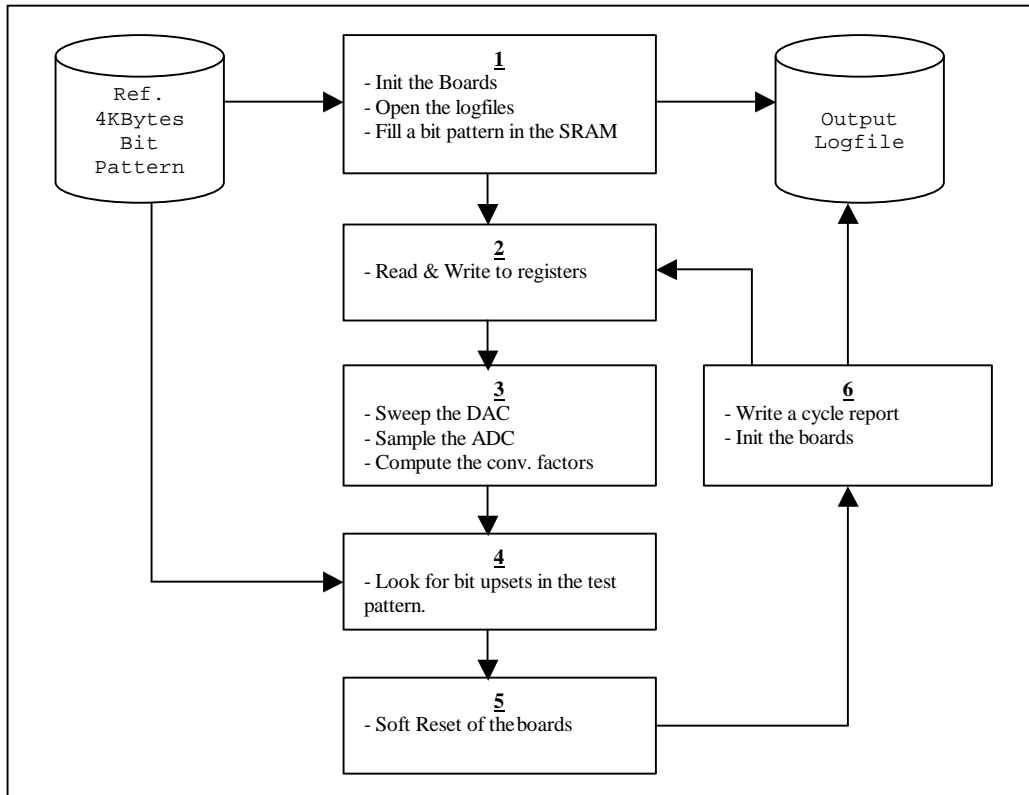 Ref.
4KBytes
Bit
Pattern
1
- Init the Boards
- Open the logfiles
- Fill a bit pattern in the SRAM
Output
Logfile
2
- Read & Write to registers
3
- Sweep the DAC
- Sample the ADC
- Compute the conv. factors
6
- Write a cycle report
- Init the boards
4
- Look for bit upsets in the test
pattern.
5
- Soft Reset of the boards